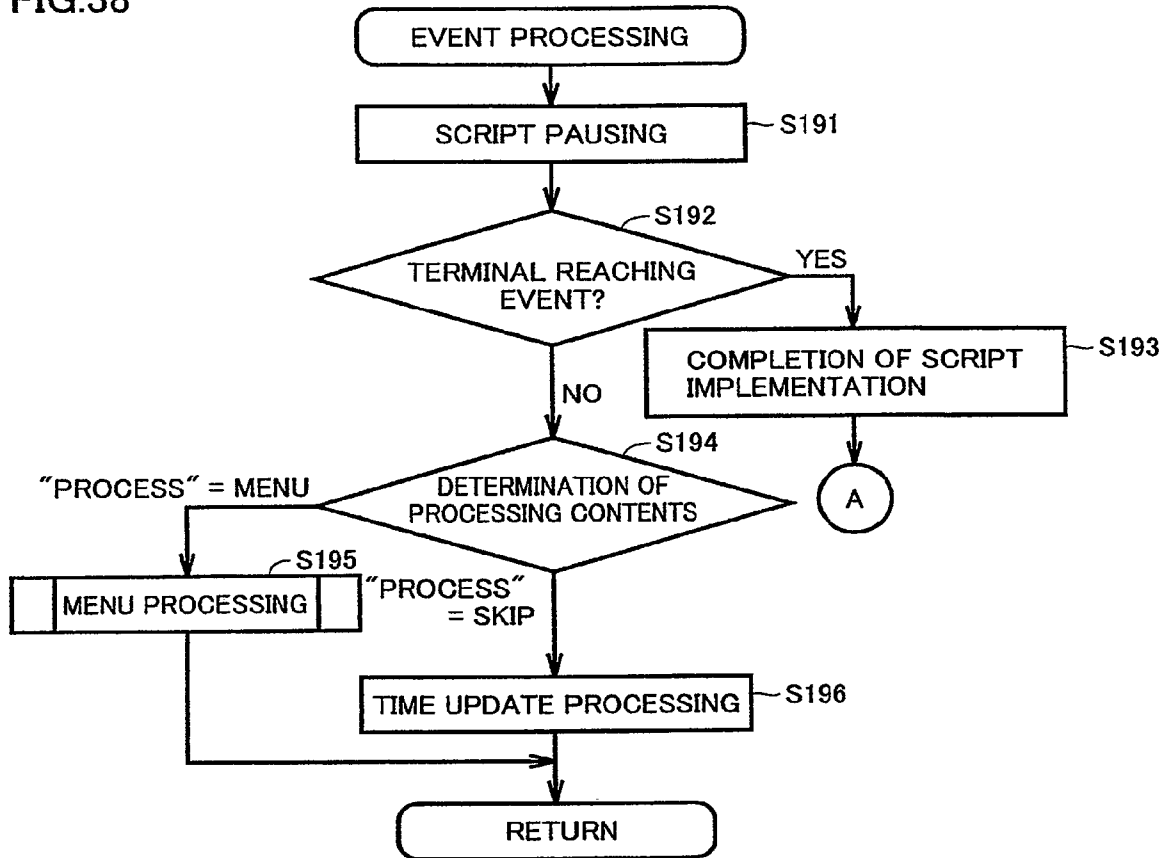 FIG.38
EVENT PROCESSING
SCRIPT PAUSING
S191
S192
TERMINAL REACHING
EVENT?
YES
S193
COMPLETION OF SCRIPT
IMPLEMENTATION
NO
A
S194
"PROCESS" = MENU
DETERMINATION OF
PROCESSING CONTENTS
S195
MENU PROCESSING
"PROCESS"
= SKIP
TIME UPDATE PROCESSING
S196
RETURN